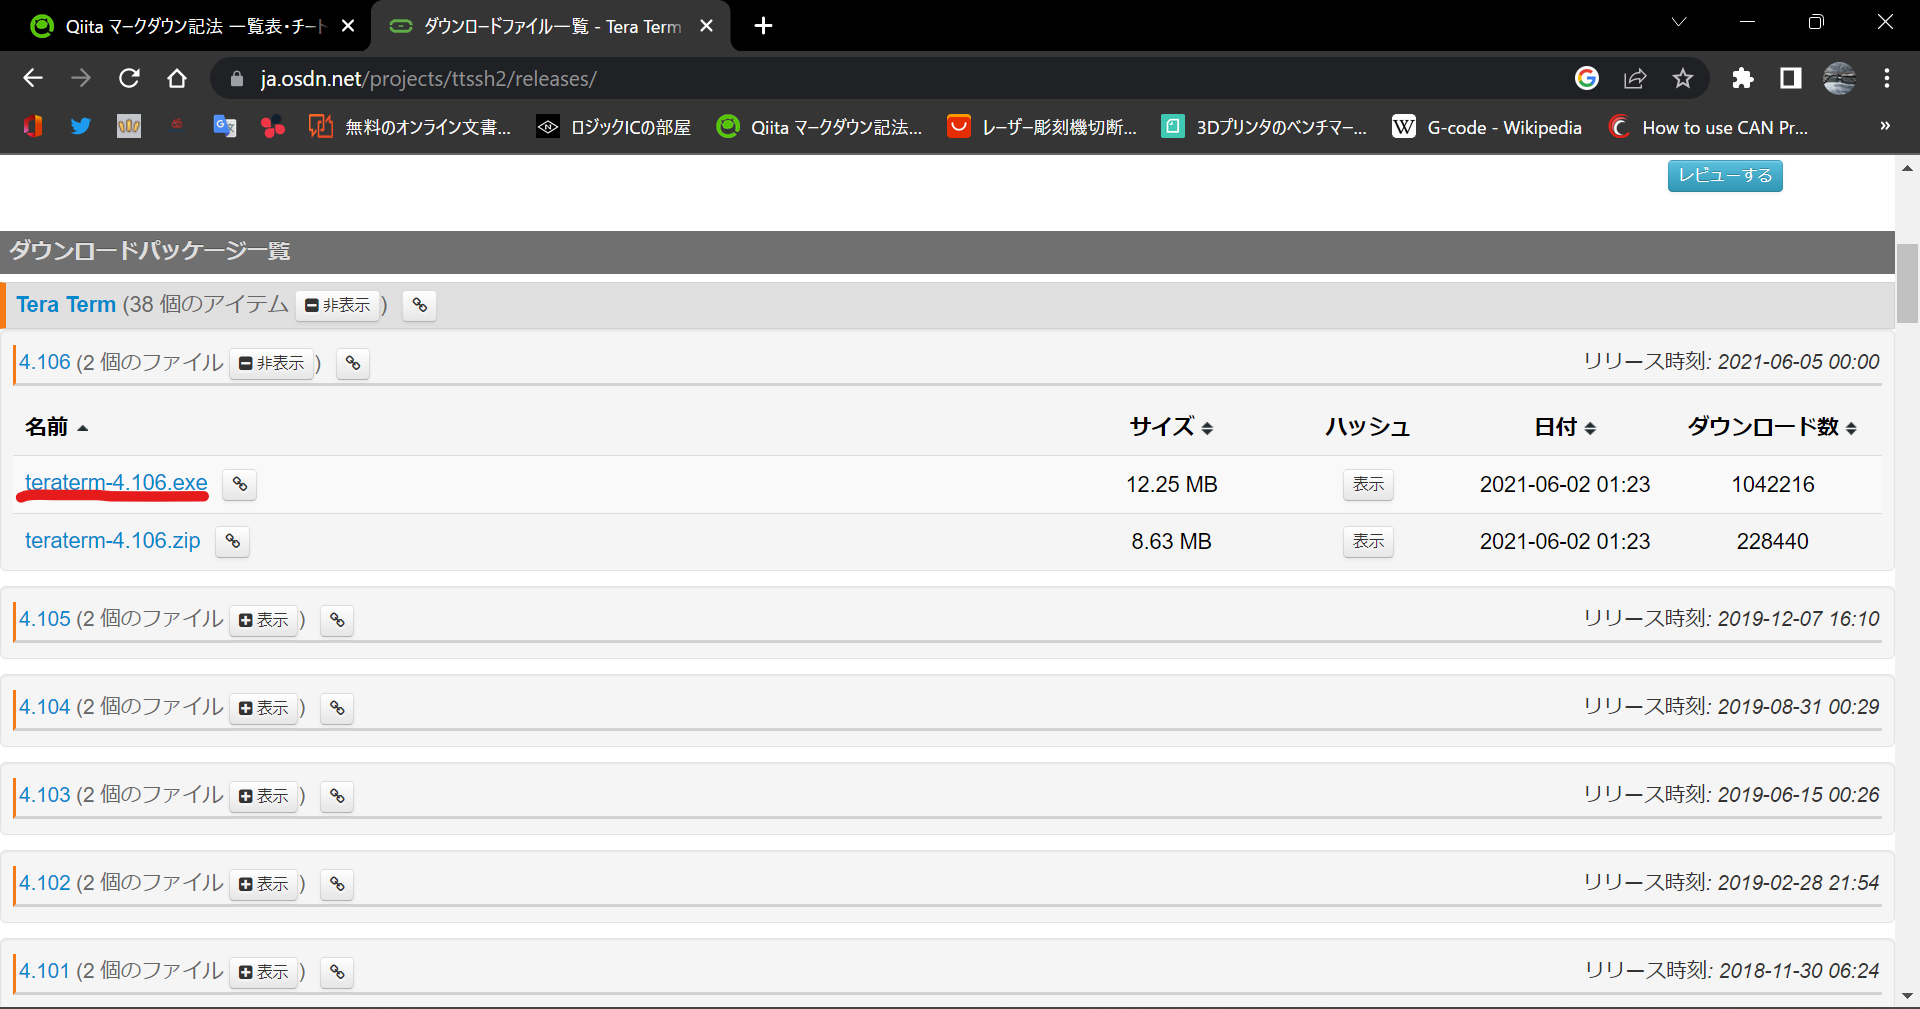 Qiita マークダウン記法 一覧表・チート
ダウンロードファイル一覧 - Tera Term
ja.osdn.net/projects/ttssh2/releases/
無料のオンライン文書...
ロジックICの部屋
Qiita マークダウン記法...
レーザー彫刻機切断...
3Dプリンタのベンチマー...
W G-code - Wikipedia
How to use CAN Pr...
»
レビューする
ダウンロードパッケージ一覧
Tera Term (38 個のアイテム 非表示)
4.106 (2 個のファイル 非表示) リリース時刻: 2021-06-05 00:00
名前 サイズ ハッシュ 日付 ダウンロード数
teraterm-4.106.exe 12.25 MB 表示 2021-06-02 01:23 1042216
teraterm-4.106.zip 8.63 MB 表示 2021-06-02 01:23 228440
4.105 (2 個のファイル 表示) リリース時刻: 2019-12-07 16:10
4.104 (2 個のファイル 表示) リリース時刻: 2019-08-31 00:29
4.103 (2 個のファイル 表示) リリース時刻: 2019-06-15 00:26
4.102 (2 個のファイル 表示) リリース時刻: 2019-02-28 21:54
4.101 (2 個のファイル 表示) リリース時刻: 2018-11-30 06:24